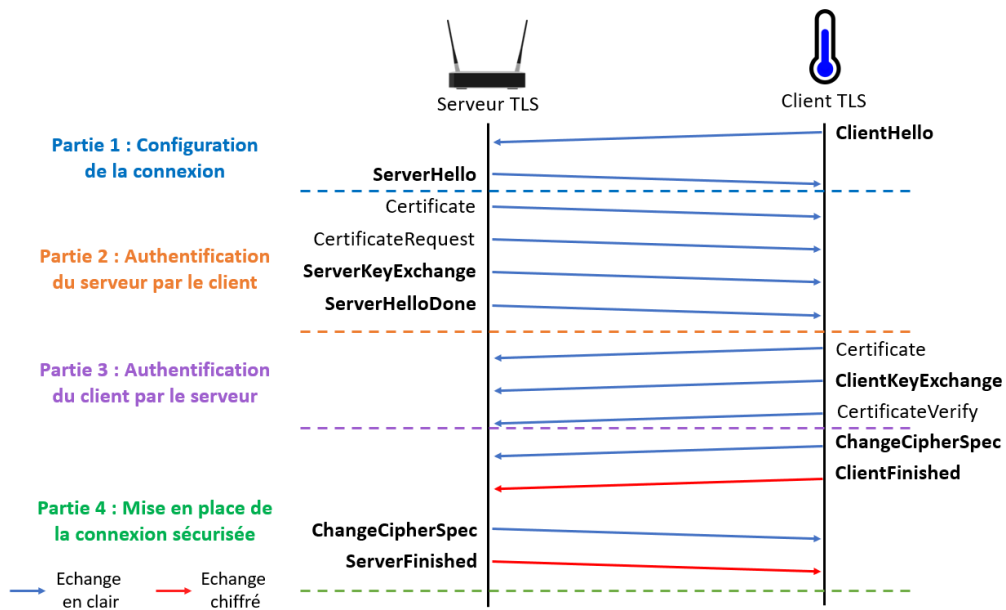 Serveur TLS
Client TLS
Partie 1 : Configuration
de la connexion
ClientHello
ServerHello
Partie 2 : Authentification
du serveur par le client
Certificate
CertificateRequest
ServerKeyExchange
ServerHelloDone
Partie 3 : Authentification
du client par le serveur
Certificate
ClientKeyExchange
CertificateVerify
Partie 4 : Mise en place de
la connexion sécurisée
ChangeCipherSpec
ClientFinished
ChangeCipherSpec
ServerFinished
Echange
en clair
Echange
chiffré